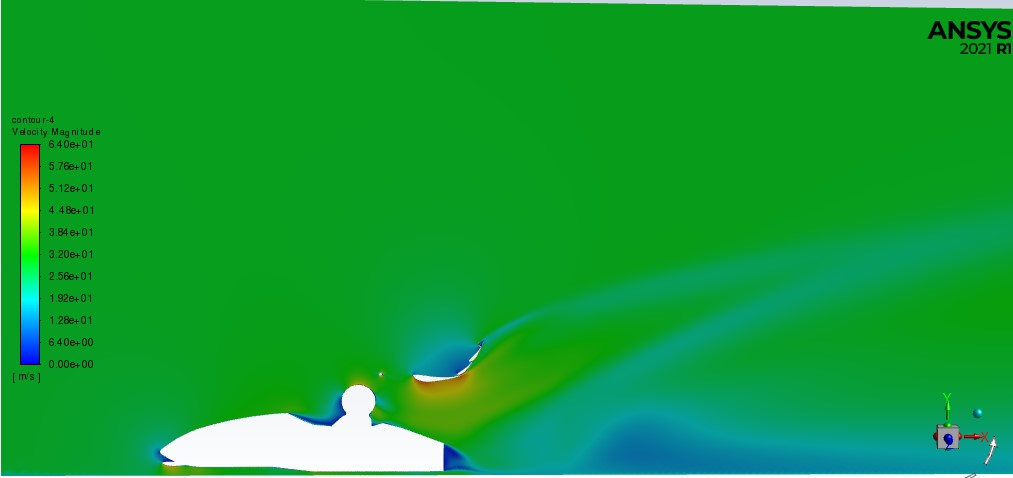 ANSYS
2021 R1
contour-4
Velocity Magnitude
6.40e+01
5.76e+01
5.12e+01
4.48e+01
3.84e+01
3.20e+01
2.56e+01
1.92e+01
1.28e+01
6.40e+00
0.00e+00
[ m/s ]
Y
X
Z